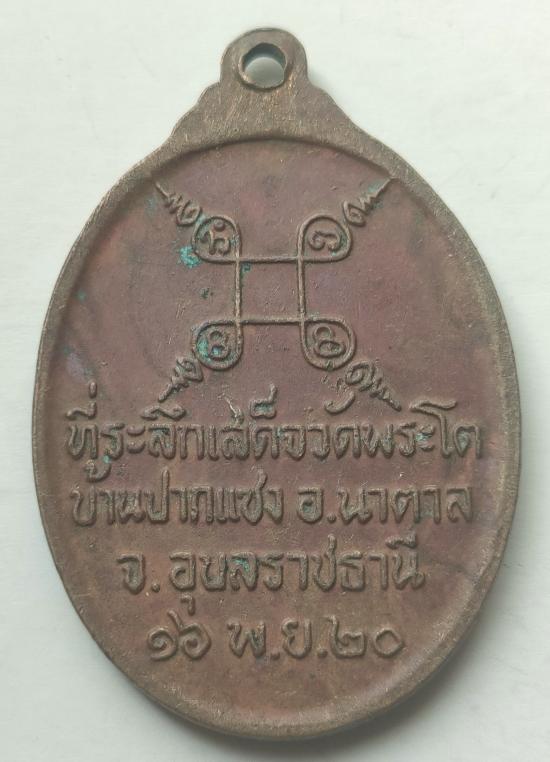 ที่ระลึกเสด็จวัดพระโต
บ้านปากแซง อ.นาตาล
จ.อุบลราชธานี
๑๖ พ.ย.๒๐